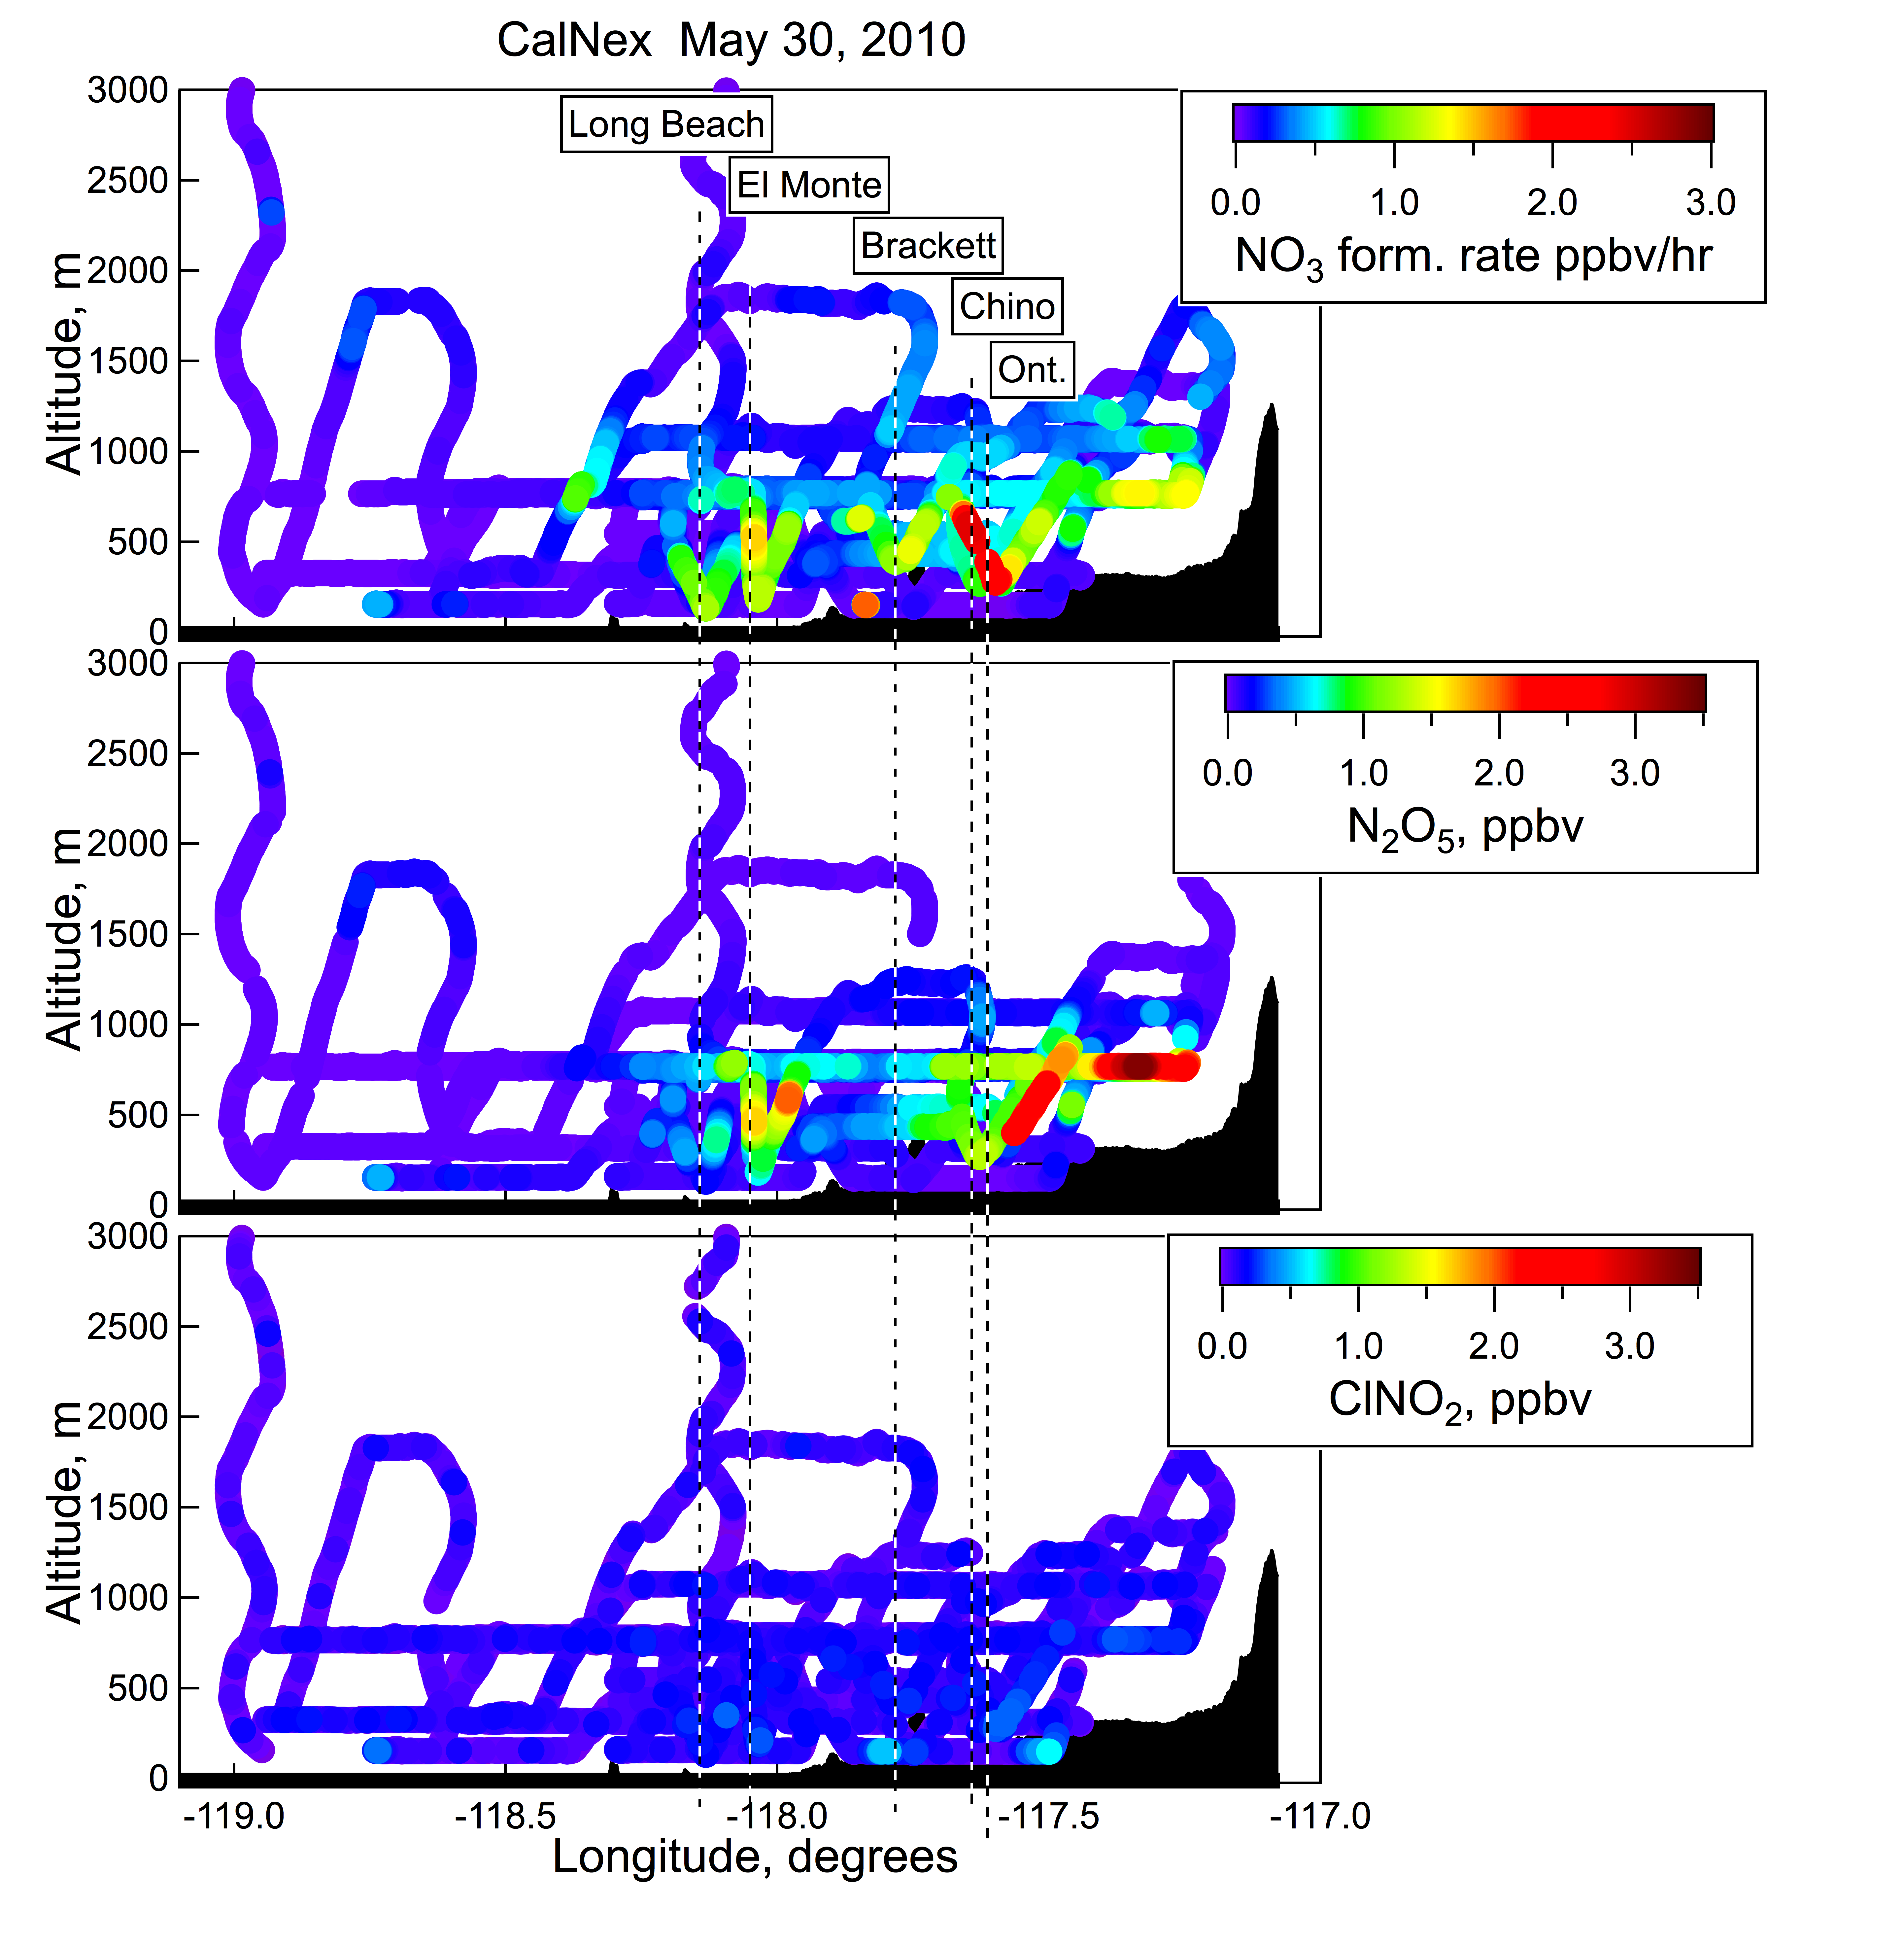 CalNex May 30, 2010
3000
2500
2000
1500
1000
500
0
Altitude, m
Long Beach
El Monte
Brackett
Chino
Ont.
0.0 1.0 2.0 3.0
NO₃ form. rate ppbv/hr
3000
2500
2000
1500
1000
500
0
Altitude, m
0.0 1.0 2.0 3.0
N₂O₅, ppbv
3000
2500
2000
1500
1000
500
0
Altitude, m
0.0 1.0 2.0 3.0
ClNO₂, ppbv
-119.0 -118.5 -118.0 -117.5 -117.0
Longitude, degrees